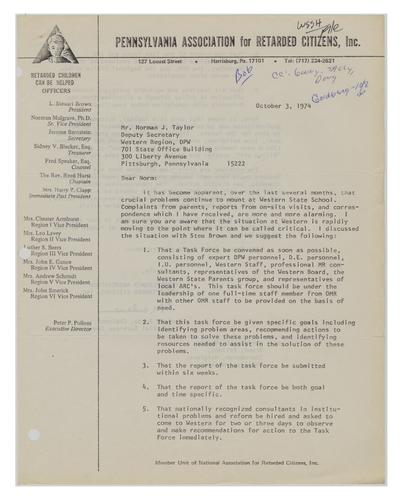 WSSH file
PENNSYLVANIA ASSOCIATION for RETARDED CITIZENS, Inc.
127 Locust Street • Harrisburg, Pa. 17101 • Tel: (717) 234-2621
Bob
cc:
October 3, 1974
RETARDED CHILDREN
CAN BE HELPED
OFFICERS
L. Stuart Brown
President
Norman Mulgrav, Ph.D.
Sr. Vice President
Jerome Bernstein
Secretary
Treasurer
Fred Speaker, Esq.
Counsel
The Rev. Reed Hurst
Chaplain
Mrs. Harry P. Clapp
Immediate Past President
Mrs. Chester Armhurst
Region I Vice President
Mrs. Leo Levey
Region II Vice President
Luther S. Beers
Region III Vice President
Mrs. John E. Gance
Region IV Vice President
Mrs. Andrew Schmidt
Region V Vice President
Mrs. John Emerick
Region VI Vice President
Peter P. Polloni
Executive Director
Mr. Norman J. Taylor
Deputy Secretary
Western Region, DPW
701 State Office Building
300 Liberty Avenue
Pittsburgh, Pennsylvania 15222
Dear Norm:
It has become apparent, over the last several months, that
crucial problems continue to mount at Western State School.
Complaints from parents, reports from on-site visits, and corres-
pondence which I have received, are more and more alarming. I
am sure you are aware that the situation at Western is rapidly
moving to the point where it can be called critical. I discussed
the situation with Stew Brown and we suggest the following:
1. That a Task Force be convened as soon as possible,
consisting of expert DPW personnel, D.E. personnel,
I.U. personnel, Western Staff, professional MR con-
sultants, representatives of the Western Board, the
Western State Parents group, and representatives of
local ARC's. This task force should be under the
leadership of one full-time staff member from OMR
with other OMR staff to be provided on the basis of
need.
2. That this task force be given specific goals including
identifying problem areas, recommending actions to
be taken to solve these problems, and identifying
resources needed to assist in the solution of these
problems.
3. That the report of the task force be submitted
within six weeks.
4. That the report of the task force be both goal
and time specific.
5. That nationally recognized consultants in institu-
tional problems and reform be hired and asked to
come to Western for two or three days to observe
and make recommendations for action to the Task
Force immediately.
Member Unit of National Association for Retarded Citizens, Inc.